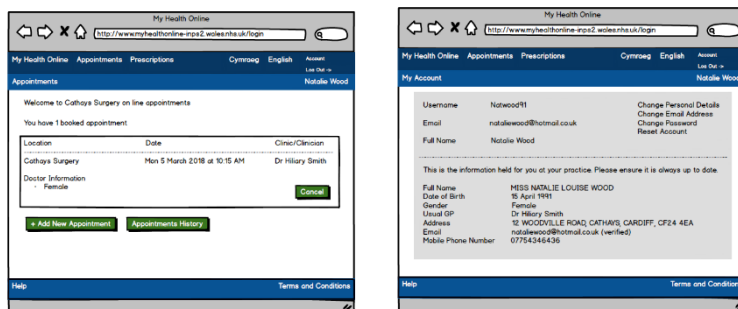 My Health Online
http://www.myhealthonline-inps2.wales.nhs.uk/login
My Health Online Appointments Prescriptions Cymraeg English Account
Log Out ->
Appointments Natalie Wood
Welcome to Cathays Surgery on line appointments
You have 1 booked appointment
Location Date Clinic/Clinician
Cathays Surgery Mon 5 March 2018 at 10:15 AM Dr Hiliary Smith
Doctor Information
- Female
Cancel
+ Add New Appointment Appointments History
Help Terms and Conditions
My Health Online
http://www.myhealthonline-inps2.wales.nhs.uk/login
My Health Online Appointments Prescriptions Cymraeg English Account
Log Out ->
My Account Natalie Wood
Username Natwood91 Change Personal Details
Change Email Address
Email nataliewood@hotmail.co.uk Change Password
Reset Account
Full Name Natalie Wood
This is the information held for you at your practice. Please ensure it is always up to date.
Full Name MISS NATALIE LOUISE WOOD
Date of Birth 15 April 1991
Gender Female
Usual GP Dr Hiliary Smith
Address 12 WOODVILLE ROAD, CATHAYS, CARDIFF, CF24 4EA
Email nataliewood@hotmail.co.uk (verified)
Mobile Phone Number 07754346436
Help Terms and Condition